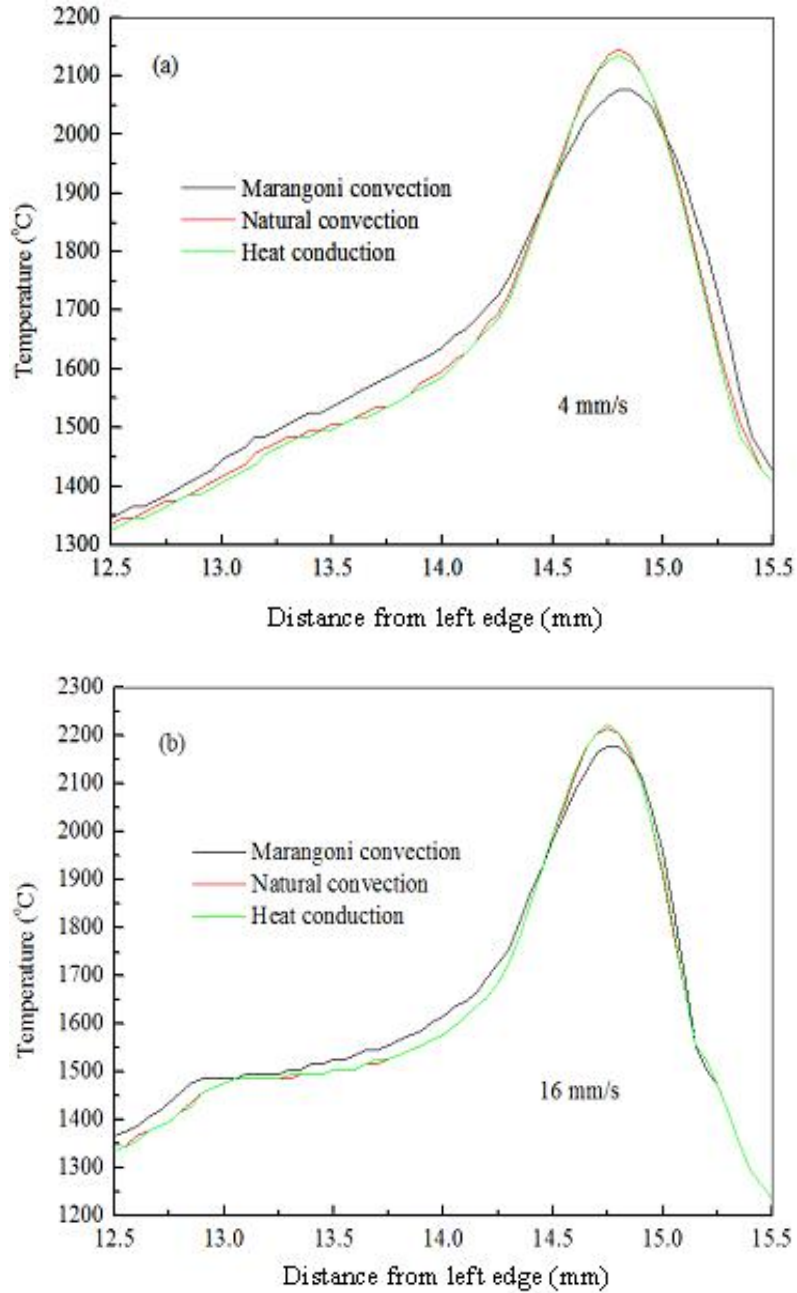 2200
2100
2000
1900
1800
1700
1600
1500
1400
1300
Temperature (°C)
(a)
Marangoni convection
Natural convection
Heat conduction
4 mm/s
12.5 13.0 13.5 14.0 14.5 15.0 15.5
Distance from left edge (mm)
2300
2200
2100
2000
1900
1800
1700
1600
1500
1400
1300
1200
Temperature (°C)
(b)
Marangoni convection
Natural convection
Heat conduction
16 mm/s
12.5 13.0 13.5 14.0 14.5 15.0 15.5
Distance from left edge (mm)